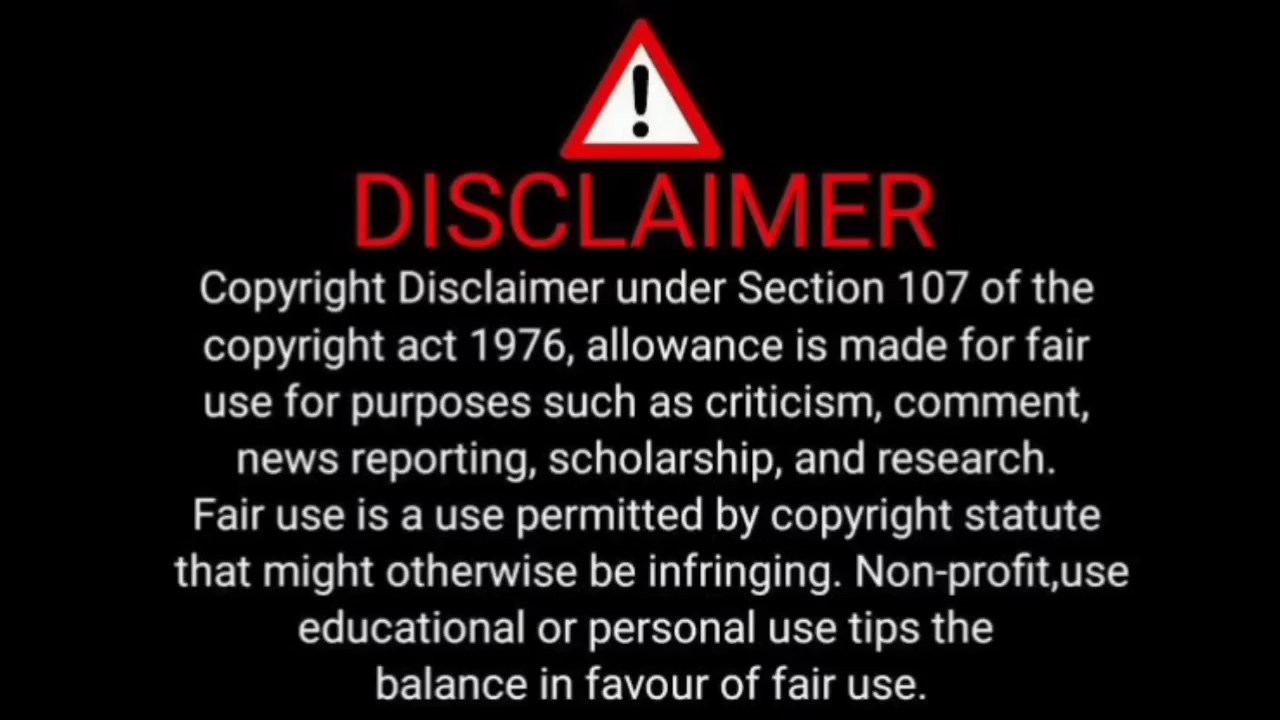 DISCLAIMER
Copyright Disclaimer under Section 107 of the
copyright act 1976, allowance is made for fair
use for purposes such as criticism, comment,
news reporting, scholarship, and research.
Fair use is a use permitted by copyright statute
that might otherwise be infringing. Non-profit,use
educational or personal use tips the
balance in favour of fair use.